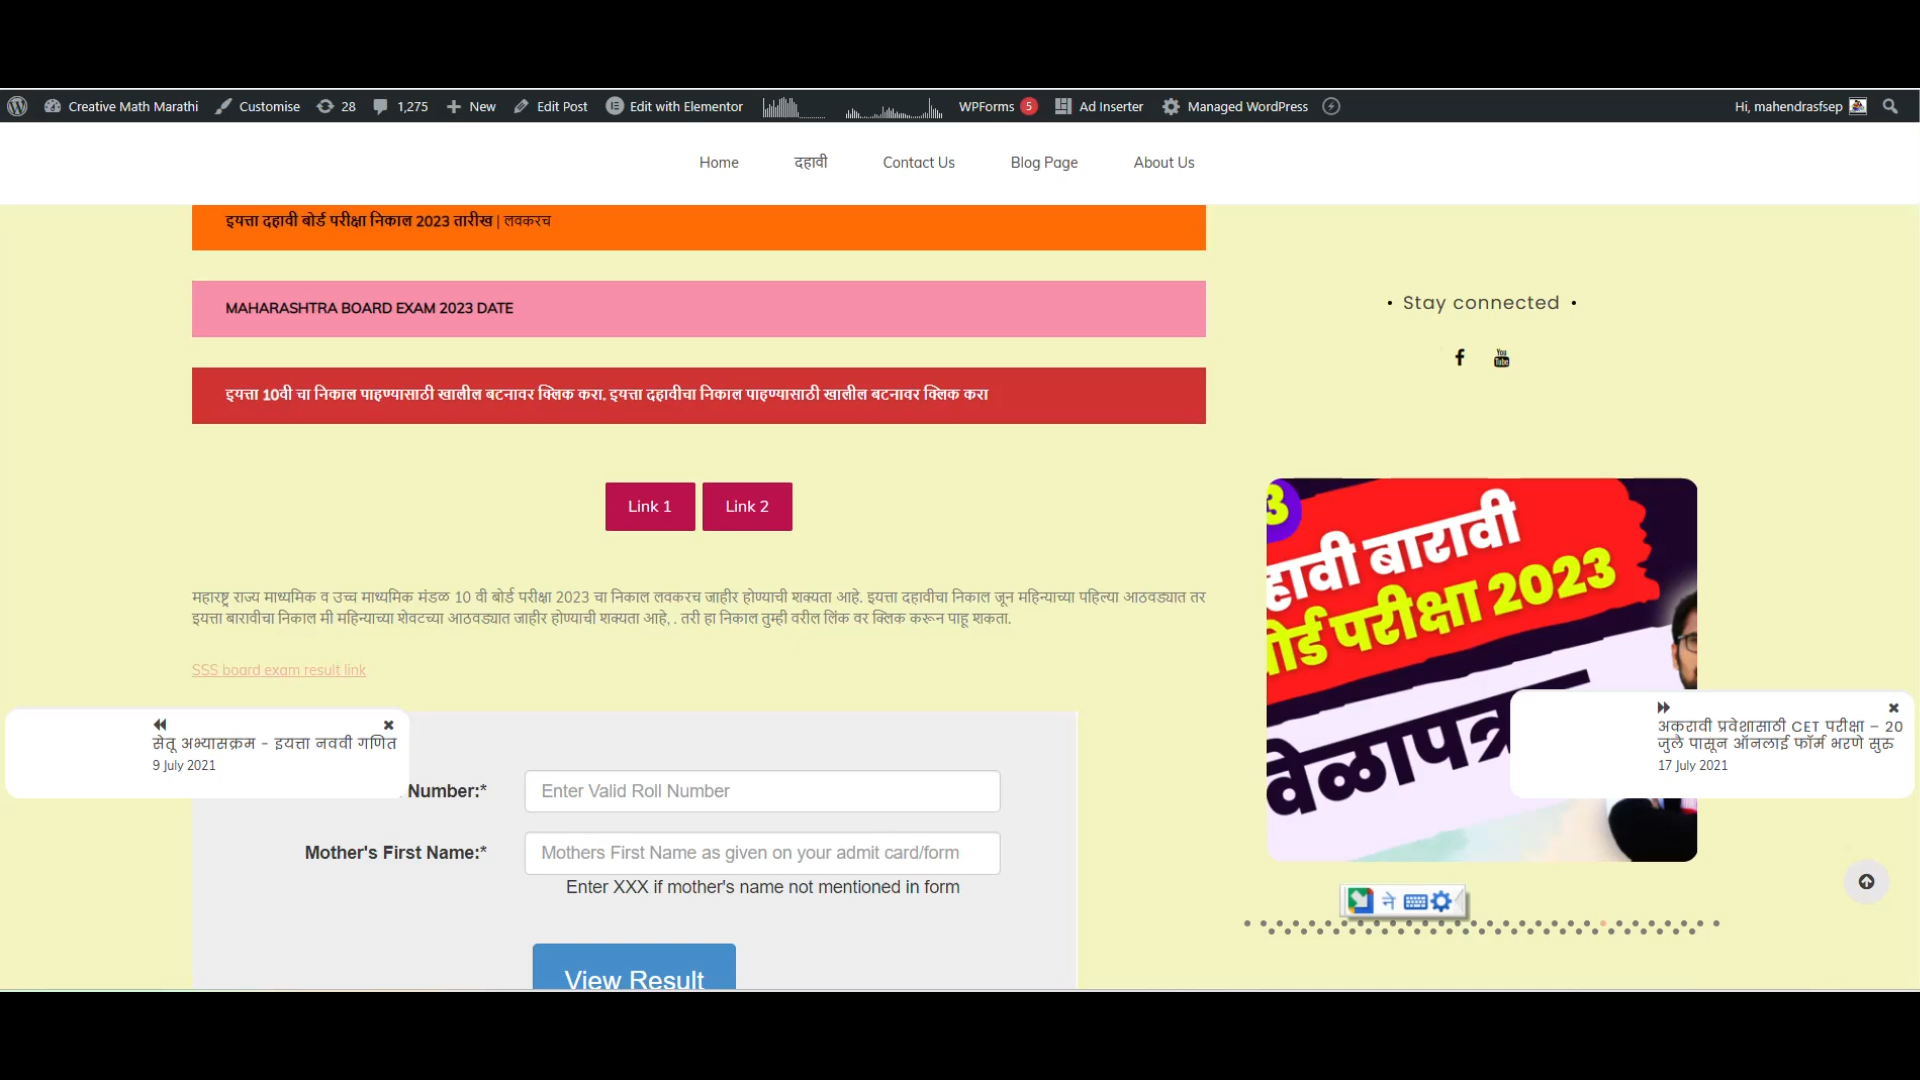 Creative Math Marathi Customise 28 1,275 New Edit Post Edit with Elementor WPForms 5 Ad Inserter Managed WordPress Hi, mahendrasfsep
Home दहावी Contact Us Blog Page About Us
इयत्ता दहावी बोर्ड परीक्षा निकाल 2023 तारीख | लवकरच
MAHARASHTRA BOARD EXAM 2023 DATE
इयत्ता 10वी चा निकाल पाहण्यासाठी खालील बटनावर क्लिक करा. इयत्ता दहावीचा निकाल पाहण्यासाठी खालील बटनावर क्लिक करा
Link 1 Link 2
महाराष्ट्र राज्य माध्यमिक व उच्च माध्यमिक मंडळ 10 वी बोर्ड परीक्षा 2023 चा निकाल लवकरच जाहीर होण्याची शक्यता आहे. इयत्ता दहावीचा निकाल जून महिन्याच्या पहिल्या आठवड्यात तर
इयत्ता बारावीचा निकाल मी महिन्याच्या शेवटच्या आठवड्यात जाहीर होण्याची शक्यता आहे, . तरी हा निकाल तुम्ही वरील लिंक वर क्लिक करून पाहू शकता.
SSS board exam result link
सेतू अभ्यासक्रम - इयत्ता नववी गणित
9 July 2021
Number:* Enter Valid Roll Number
Mother's First Name:* Mothers First Name as given on your admit card/form
Enter XXX if mother's name not mentioned in form
View Result
• Stay connected •
You Tube
3
हावी बारावी
र्ड परीक्षा 2023
वेळापत्र
अकरावी प्रवेशासाठी CET परीक्षा – 20
जुलै पासून ऑनलाई फॉर्म भरणे सुरु
17 July 2021
ने